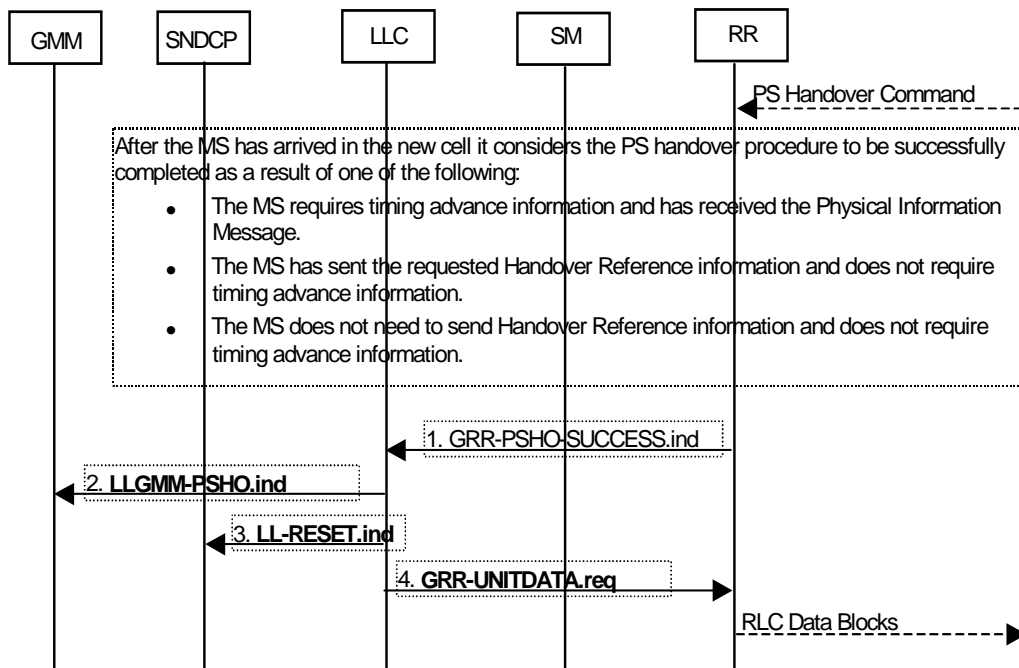 GMM SNDCP LLC SM RR
PS Handover Command
After the MS has arrived in the new cell it considers the PS handover procedure to be successfully
completed as a result of one of the following:
• The MS requires timing advance information and has received the Physical Information
Message.
• The MS has sent the requested Handover Reference information and does not require
timing advance information.
• The MS does not need to send Handover Reference information and does not require
timing advance information.
1. GRR-PSHO-SUCCESS.ind
2. LLGMM-PSHO.ind
3. LL-RESET.ind
4. GRR-UNITDATA.req
RLC Data Blocks